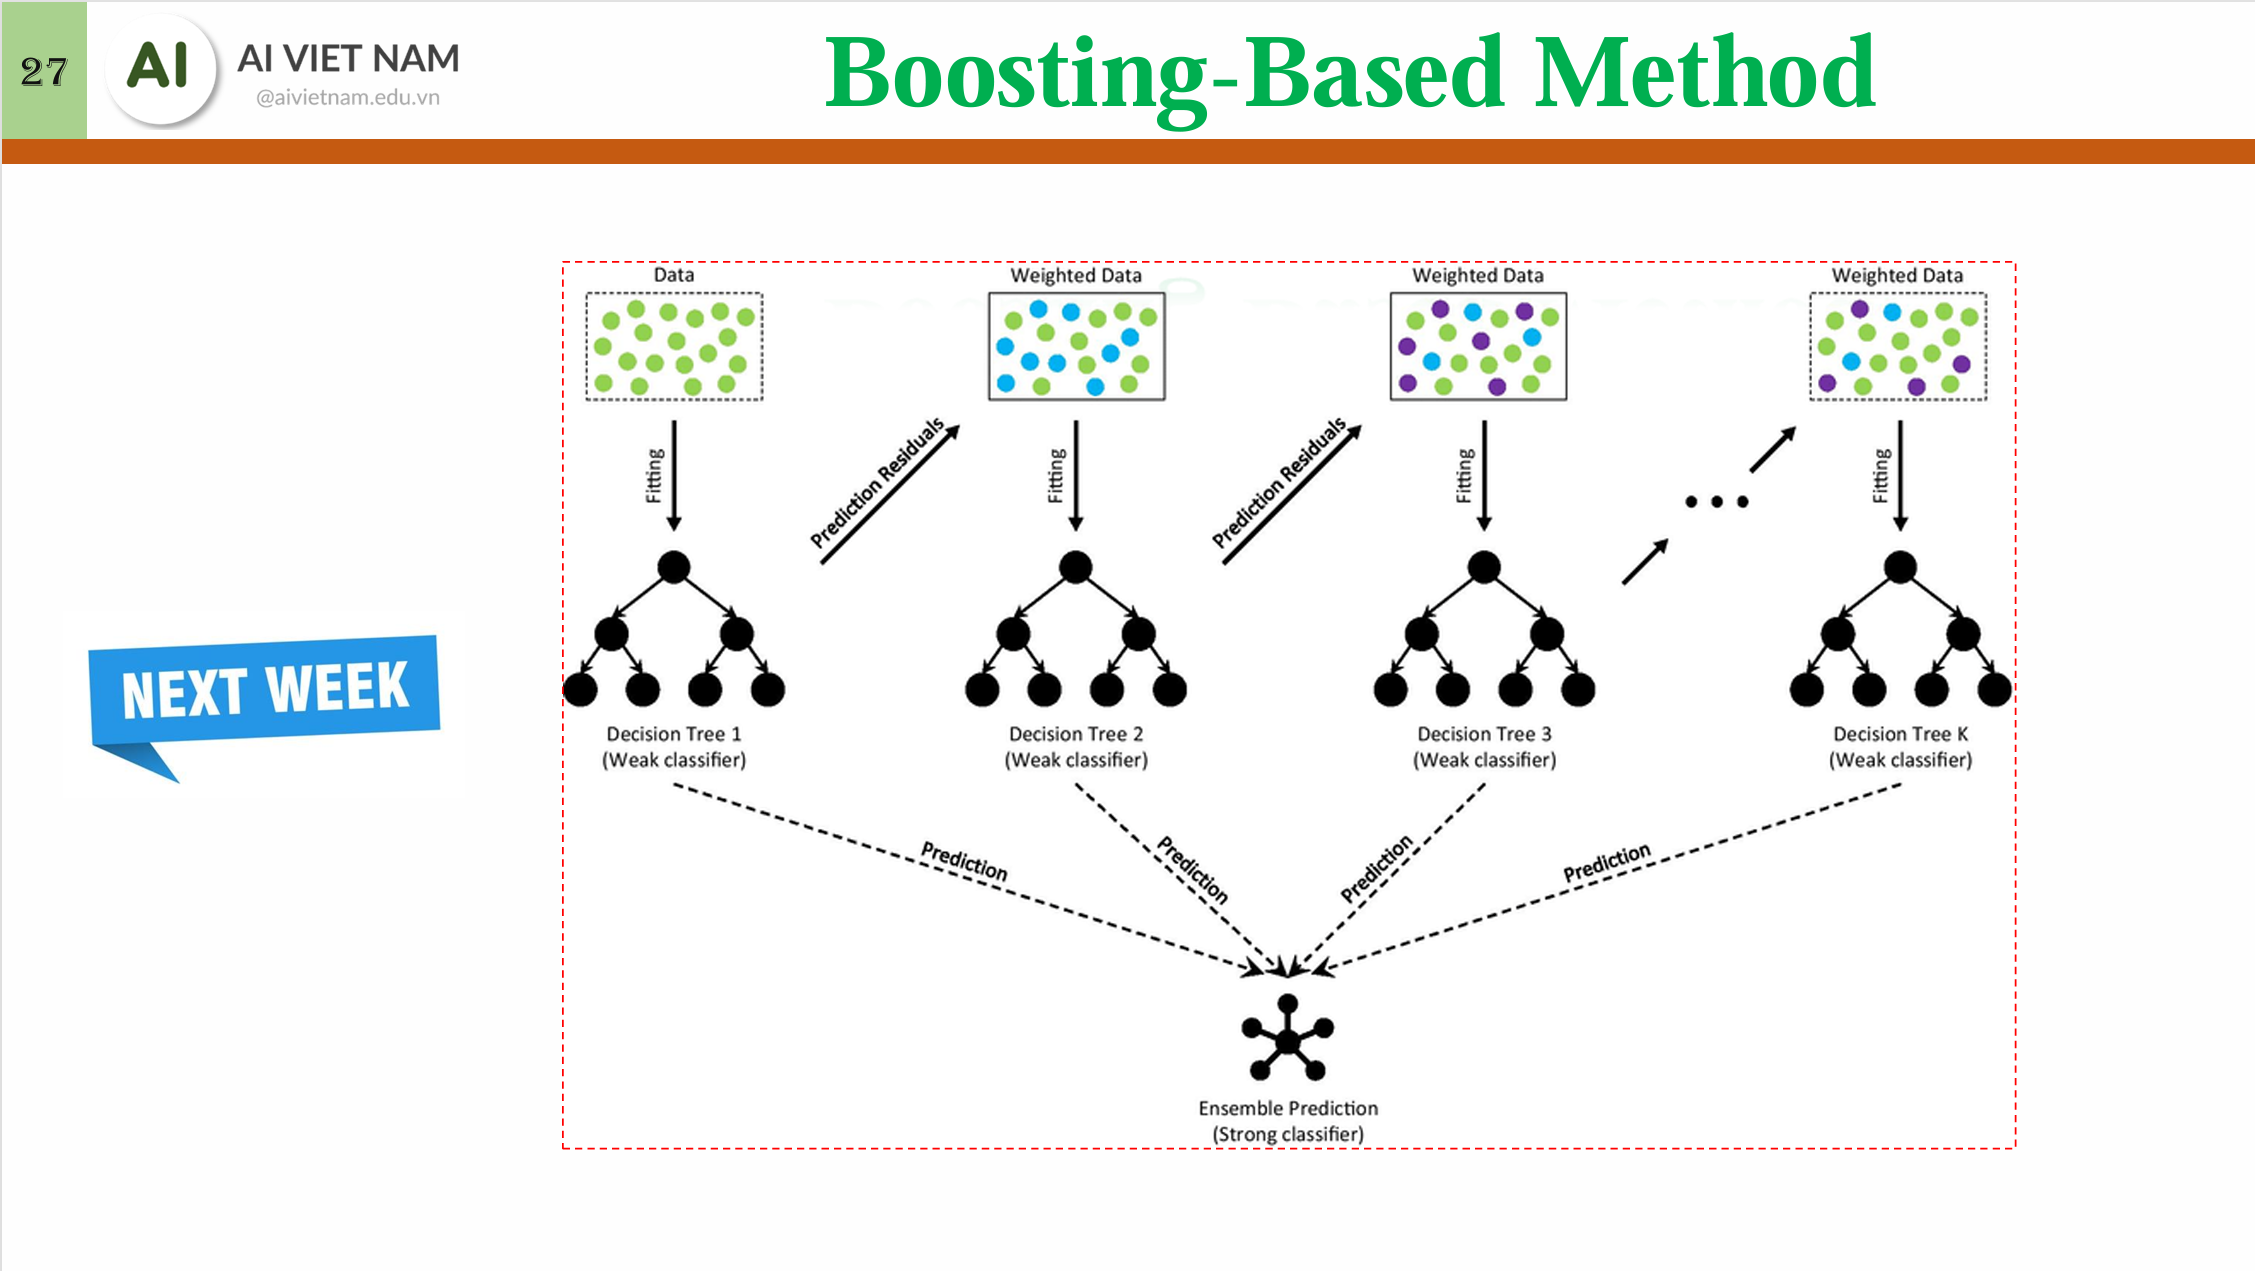 27
AI
AI VIET NAM
@aivietnam.edu.vn
Boosting-Based Method
Data
Weighted Data
Weighted Data
Weighted Data
Fitting
Prediction Residuals
Fitting
Prediction Residuals
Fitting
...
Fitting
NEXT WEEK
Decision Tree 1
(Weak classifier)
Decision Tree 2
(Weak classifier)
Decision Tree 3
(Weak classifier)
Decision Tree K
(Weak classifier)
Prediction
Prediction
Prediction
Prediction
Ensemble Prediction
(Strong classifier)